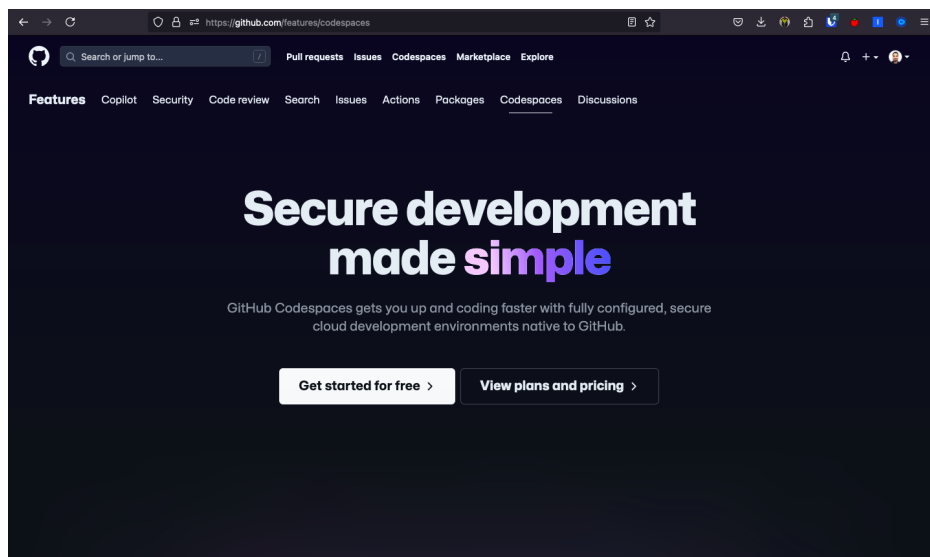 https://github.com/features/codespaces
4
Search or jump to...
/
Pull requests Issues Codespaces Marketplace Explore
Features Copilot Security Code review Search Issues Actions Packages Codespaces Discussions
Secure development
made simple
GitHub Codespaces gets you up and coding faster with fully configured, secure
cloud development environments native to GitHub.
Get started for free
View plans and pricing